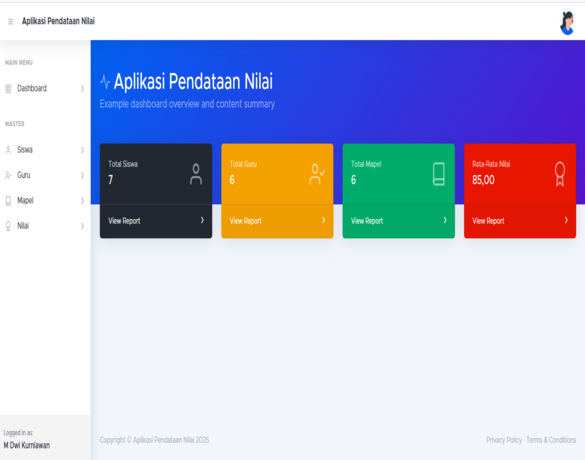 Aplikasi Pendataan Nilai
MAIN MENU
Dashboard
MASTER
Siswa
Guru
Mapel
Nilai
Logged in as:
M Dwi Kurniawan
Aplikasi Pendataan Nilai
Example dashboard overview and content summary
Total Siswa
7
View Report
Total Guru
6
View Report
Total Mapel
6
View Report
Rata-Rata Nilai
85,00
View Report
Copyright © Aplikasi Pendataan Nilai 2025
Privacy Policy · Terms & Conditions